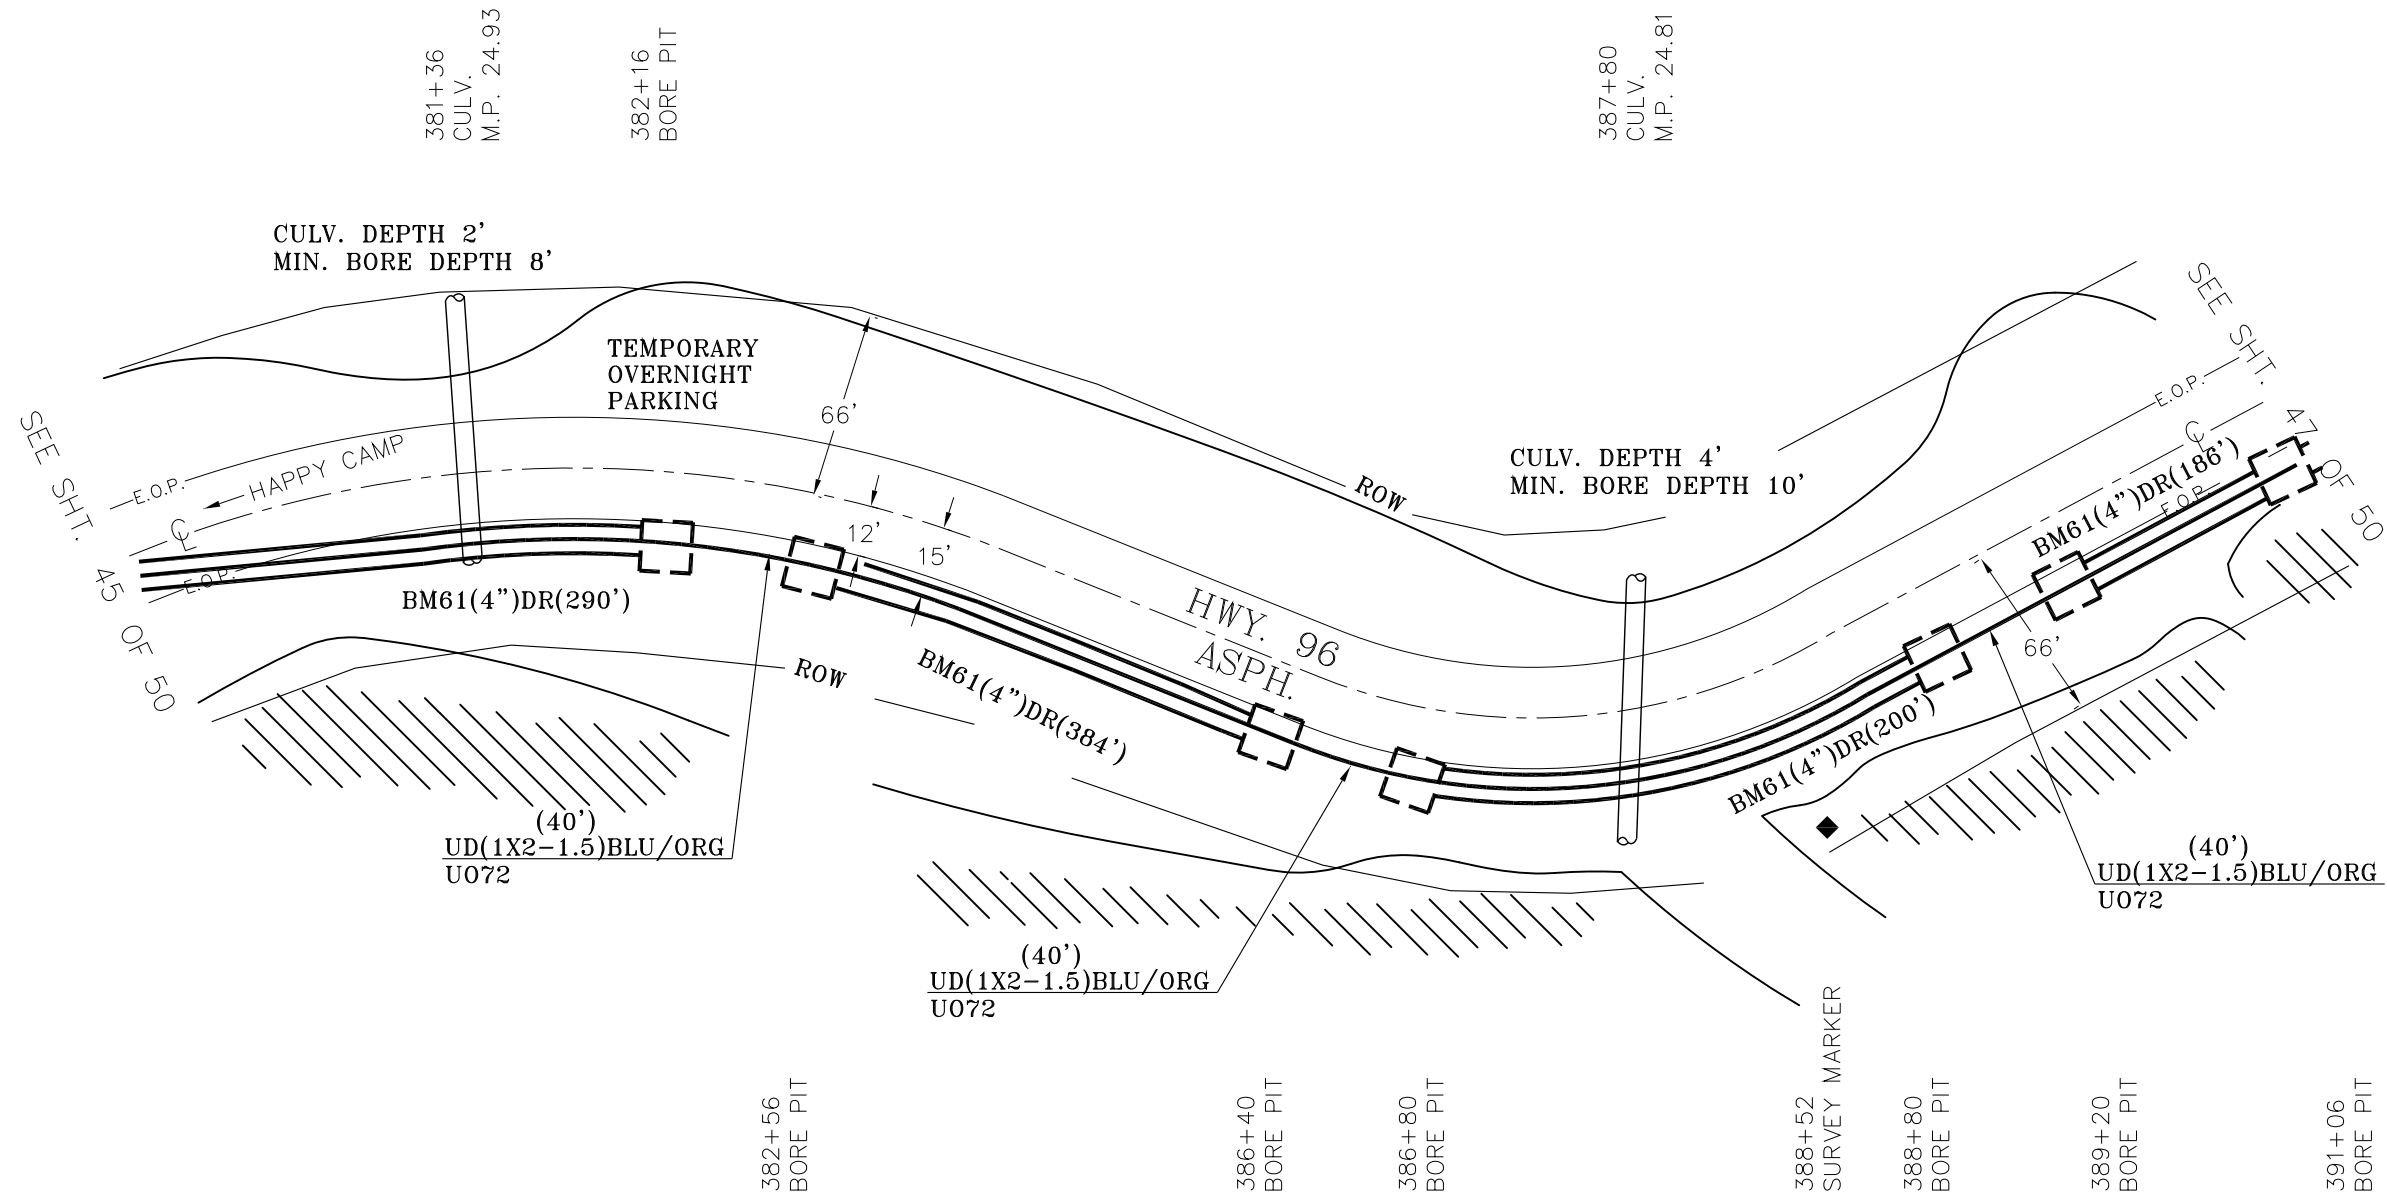 381+36
CULV.
M.P. 24.93
382+16
BORE PIT
387+80
CULV.
M.P. 24.81
CULV. DEPTH 2'
MIN. BORE DEPTH 8'
TEMPORARY
OVERNIGHT
PARKING
66'
SEE SHT. 45 OF 50
E.O.P.
HAPPY CAMP
℄
E.O.P.
12'
15'
BM61(4")DR(290')
ROW
BM61(4")DR(384')
HWY. 96
ASPH.
ROW
CULV. DEPTH 4'
MIN. BORE DEPTH 10'
SEE SHT. 47 OF 50
E.O.P.
℄
BM61(4")DR(186')
E.O.P.
66'
BM61(4")DR(200')
(40')
UD(1X2-1.5)BLU/ORG
UO72
(40')
UD(1X2-1.5)BLU/ORG
UO72
(40')
UD(1X2-1.5)BLU/ORG
UO72
382+56
BORE PIT
386+40
BORE PIT
386+80
BORE PIT
388+52
SURVEY MARKER
388+80
BORE PIT
389+20
BORE PIT
391+06
BORE PIT